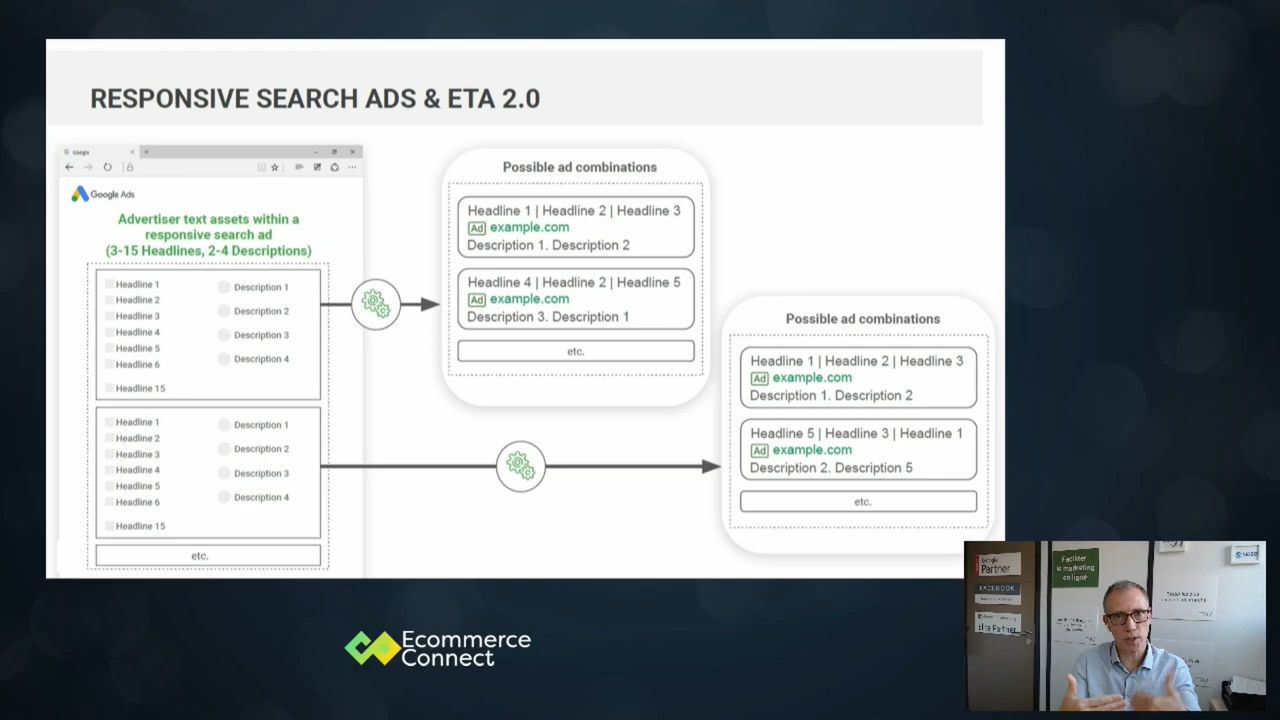 RESPONSIVE SEARCH ADS & ETA 2.0
Google
Google Ads
Advertiser text assets within a
responsive search ad
(3-15 Headlines, 2-4 Descriptions)
Headline 1
Headline 2
Headline 3
Headline 4
Headline 5
Headline 6
Headline 15
Description 1
Description 2
Description 3
Description 4
Headline 1
Headline 2
Headline 3
Headline 4
Headline 5
Headline 6
Headline 15
Description 1
Description 2
Description 3
Description 4
etc.
Possible ad combinations
Headline 1 | Headline 2 | Headline 3
Ad example.com
Description 1. Description 2
Headline 4 | Headline 2 | Headline 5
Ad example.com
Description 3. Description 1
etc.
Possible ad combinations
Headline 1 | Headline 2 | Headline 3
Ad example.com
Description 1. Description 2
Headline 5 | Headline 3 | Headline 1
Ad example.com
Description 2. Description 5
etc.
Ecommerce
Connect
Google
Partner
FACEBOOK
Elite Partner
Faciliter
le marketing
en ligne